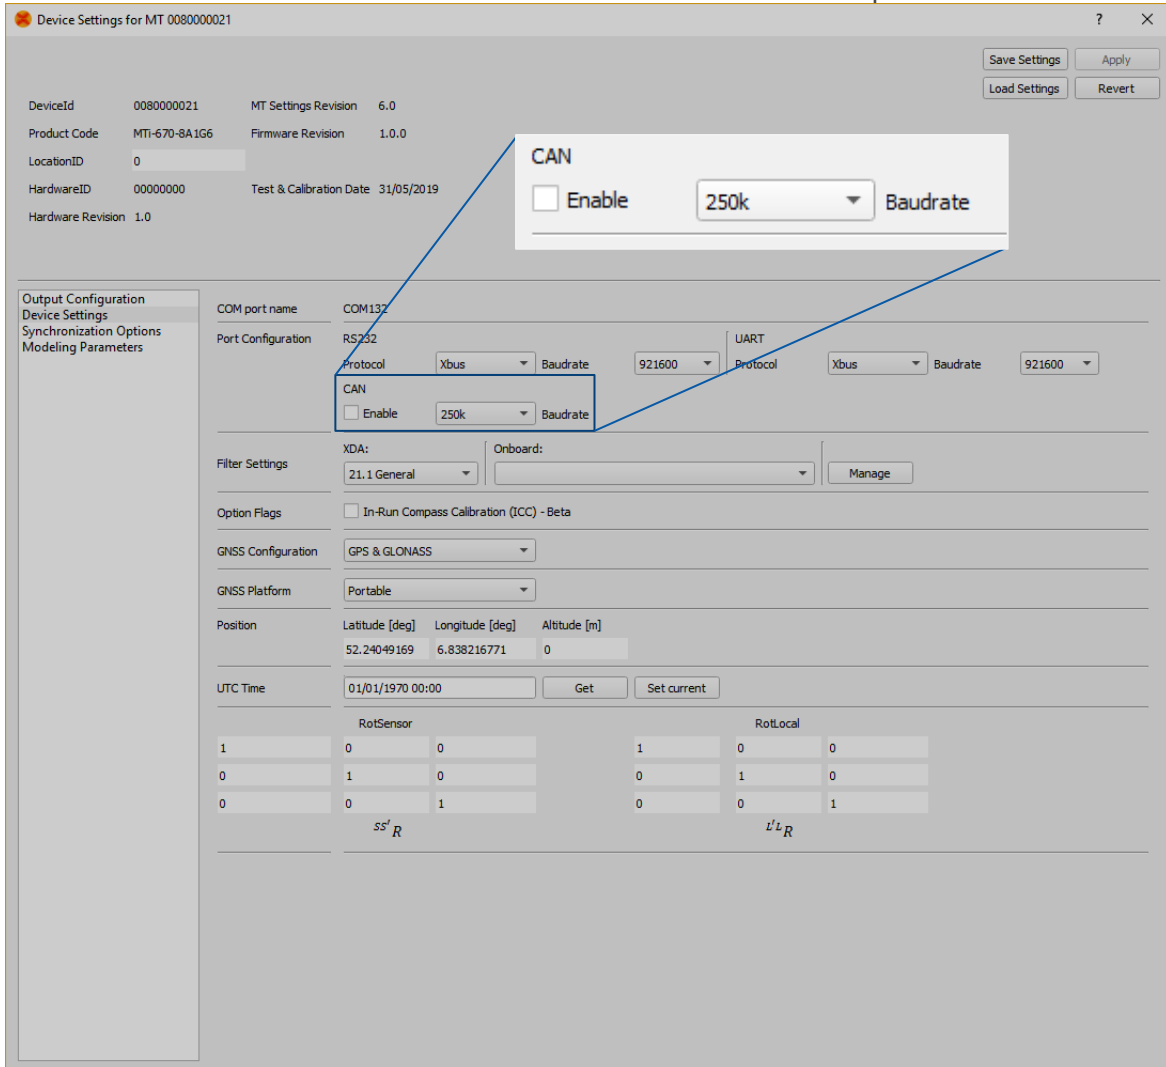 Device Settings for MT 0080000021 ? ×
Save Settings Apply
Load Settings Revert
DeviceId 0080000021 MT Settings Revision 6.0
Product Code MTi-670-8A1G6 Firmware Revision 1.0.0
LocationID 0
HardwareID 00000000 Test & Calibration Date 31/05/2019
Hardware Revision 1.0
CAN
Enable 250k Baudrate
Output Configuration
Device Settings
Synchronization Options
Modeling Parameters
COM port name COM132
Port Configuration RS232 UART
Protocol Xbus Baudrate 921600 Protocol Xbus Baudrate 921600
CAN
Enable 250k Baudrate
Filter Settings XDA: Onboard:
21.1 General Manage
Option Flags In-Run Compass Calibration (ICC) - Beta
GNSS Configuration GPS & GLONASS
GNSS Platform Portable
Position Latitude [deg] Longitude [deg] Altitude [m]
52.24049169 6.838216771 0
UTC Time 01/01/1970 00:00 Get Set current
RotSensor RotLocal
1 0 0 1 0 0
0 1 0 0 1 0
0 0 1 0 0 1
SS' R L'L R